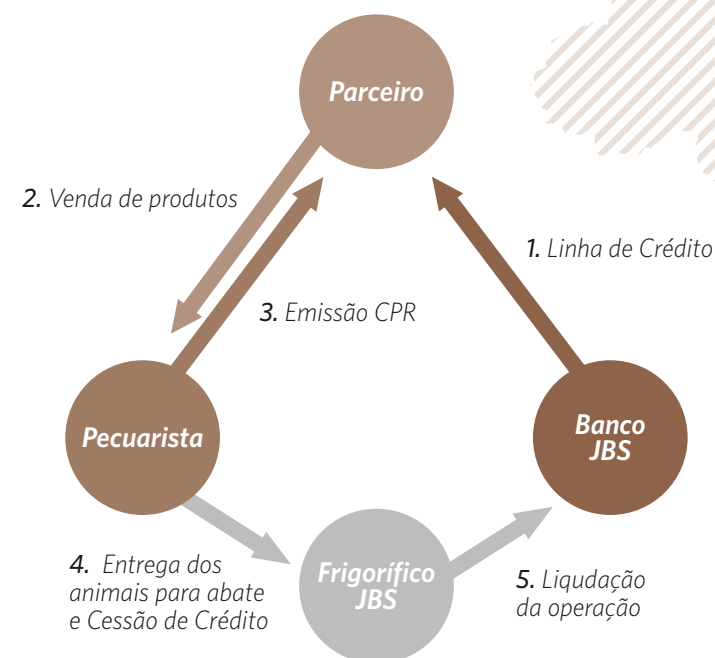 Parceiro
2. Venda de produtos
1. Linha de Crédito
3. Emissão CPR
Pecuarista
Banco
JBS
4. Entrega dos
animais para abate
e Cessão de Crédito
Frigorífico
JBS
5. Liqudação
da operação